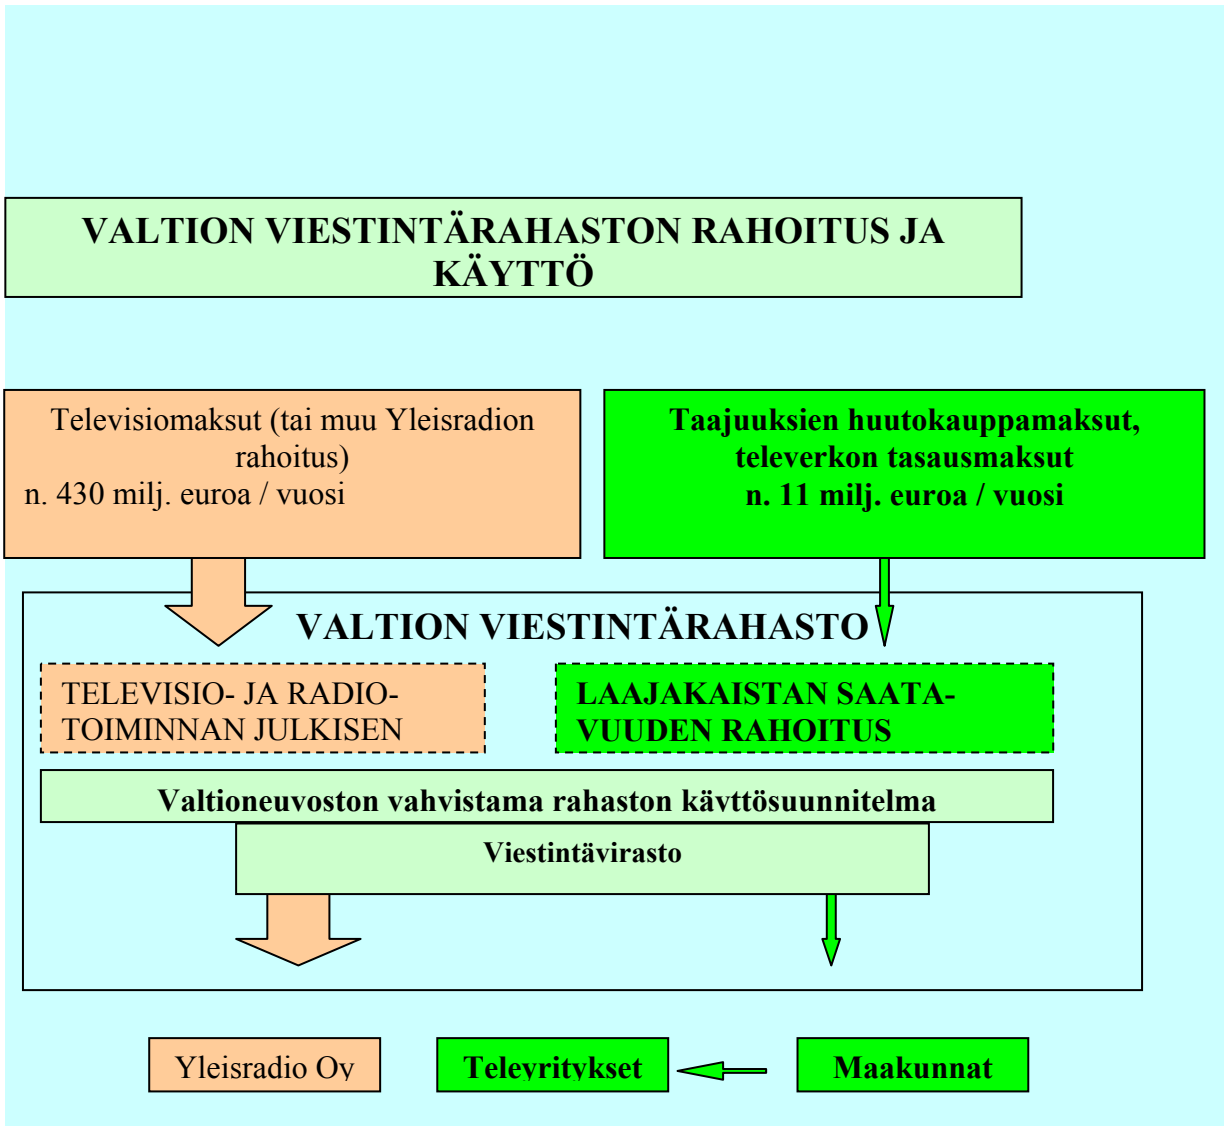 VALTION VIESTINTÄRAHASTON RAHOITUS JA
KÄYTTÖ
Televisiomaksut (tai muu Yleisradion
rahoitus)
n. 430 milj. euroa / vuosi
Taajuuksien huutokauppamaksut,
televerkon tasausmaksut
n. 11 milj. euroa / vuosi
VALTION VIESTINTÄRAHASTO
TELEVISIO- JA RADIO-
TOIMINNAN JULKISEN
LAAJAKAISTAN SAATA-
VUUDEN RAHOITUS
Valtioneuvoston vahvistama rahaston käyttösuunnitelma
Viestintävirasto
Yleisradio Oy
Teleyritykset
Maakunnat